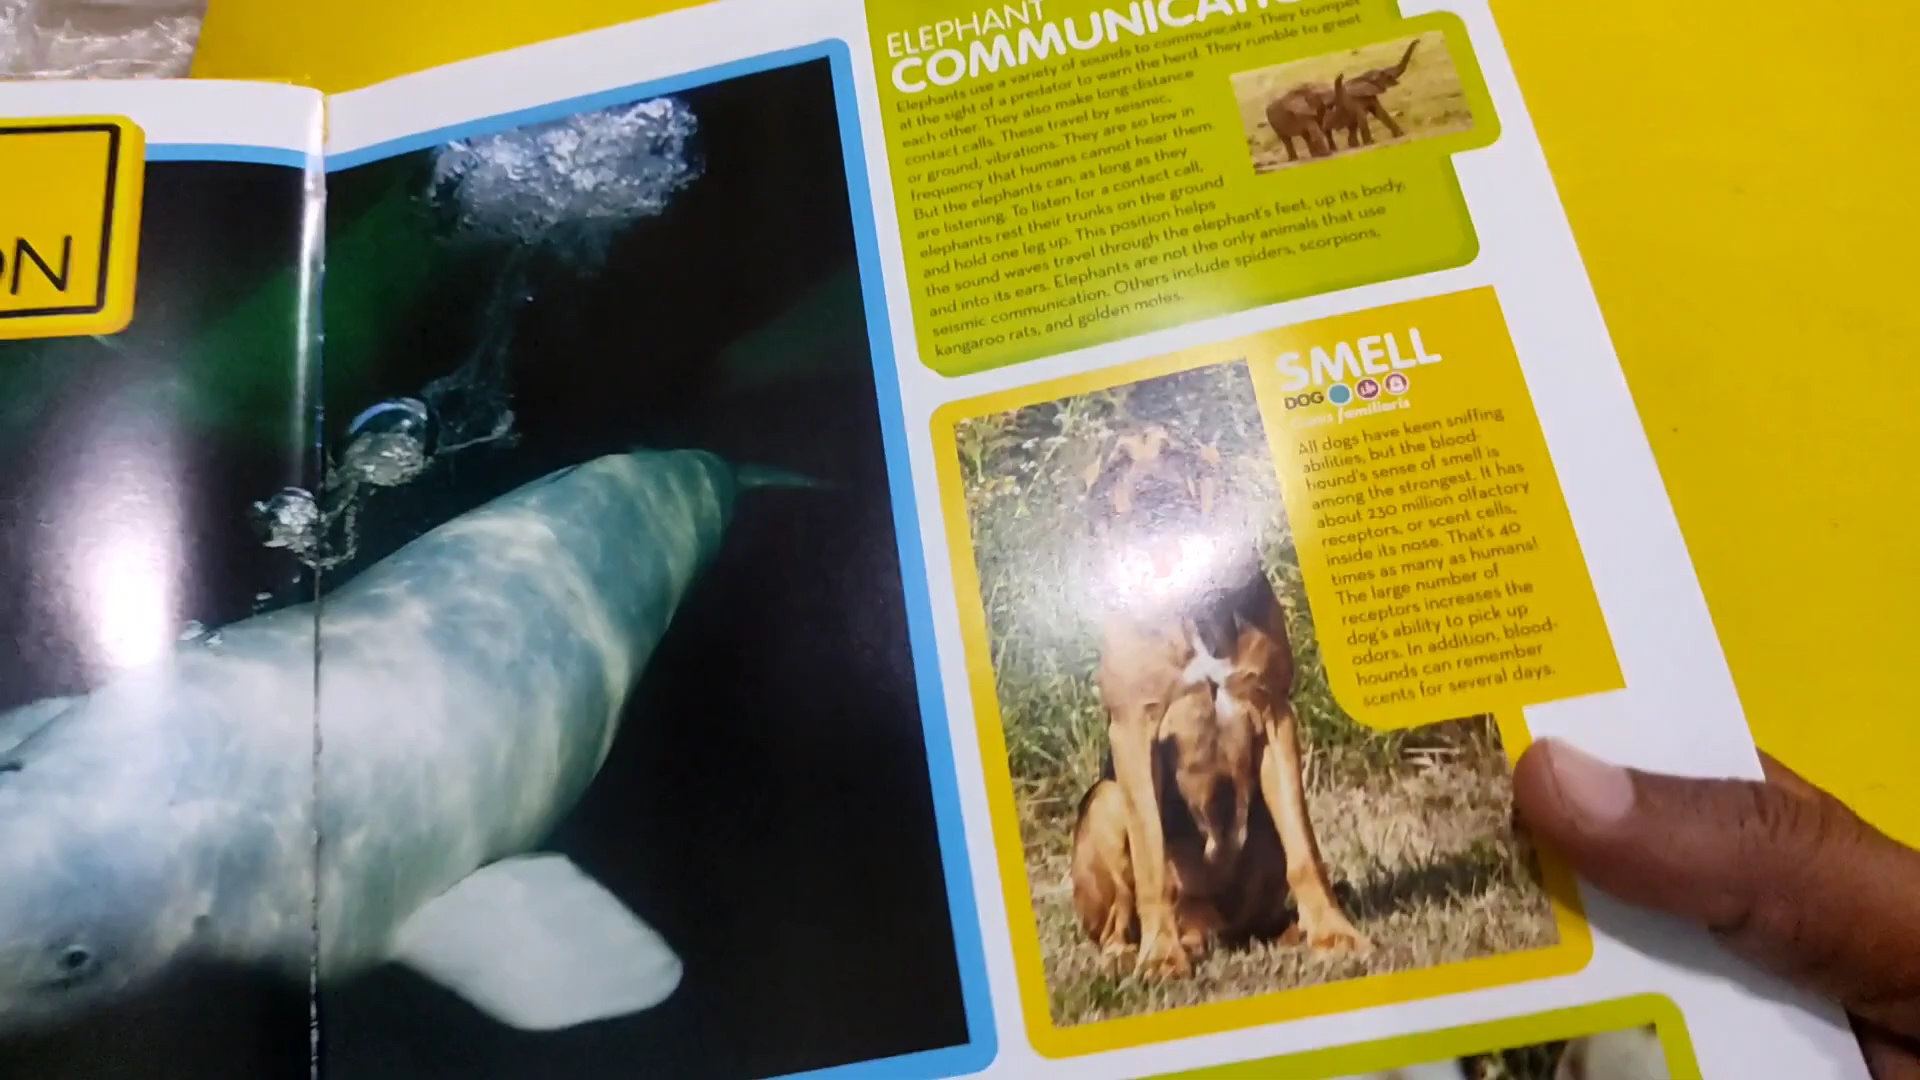 ON
ELEPHANT
COMMUNICATI
Elephants use a variety of sounds to communicate. They trumpet
at the sight of a predator to warn the herd. They rumble to greet
each other. They also make long-distance
contact calls. These travel by seismic,
or ground, vibrations. They are so low in
frequency that humans cannot hear them.
But the elephants can, as long as they
are listening. To listen for a contact call,
elephants rest their trunks on the ground
and hold one leg up. This position helps
the sound waves travel through the elephant's feet, up its body,
and into its ears. Elephants are not the only animals that use
seismic communication. Others include spiders, scorpions,
kangaroo rats, and golden moles.
SMELL
DOG
familiaris
All dogs have keen sniffing
abilities, but the blood-
hound's sense of smell is
among the strongest. It has
about 230 million olfactory
receptors, or scent cells,
inside its nose. That's 40
times as many as humans!
The large number of
receptors increases the
dog's ability to pick up
odors. In addition, blood-
hounds can remember
scents for several days.